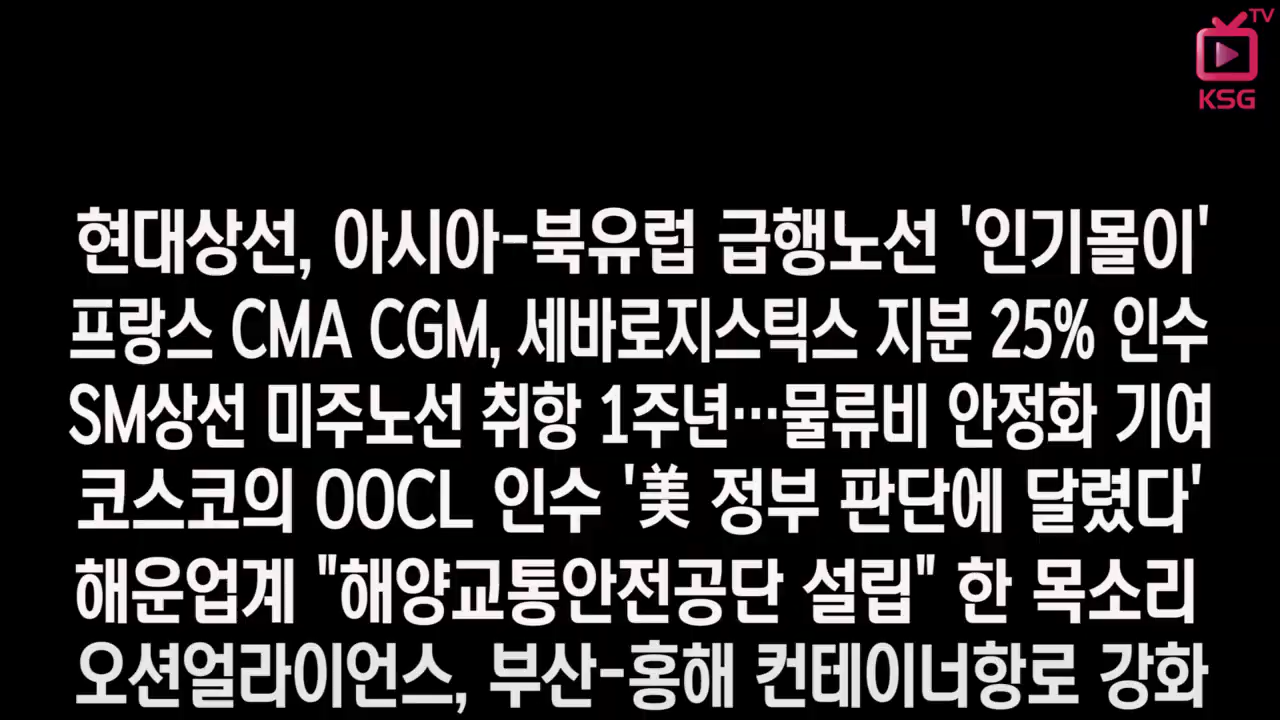 TV
KSG
현대상선, 아시아-북유럽 급행노선 '인기몰이'
프랑스 CMA CGM, 세바로지스틱스 지분 25% 인수
SM상선 미주노선 취항 1주년…물류비 안정화 기여
코스코의 OOCL 인수 '美 정부 판단에 달렸다'
해운업계 "해양교통안전공단 설립" 한 목소리
오션얼라이언스, 부산-홍해 컨테이너항로 강화